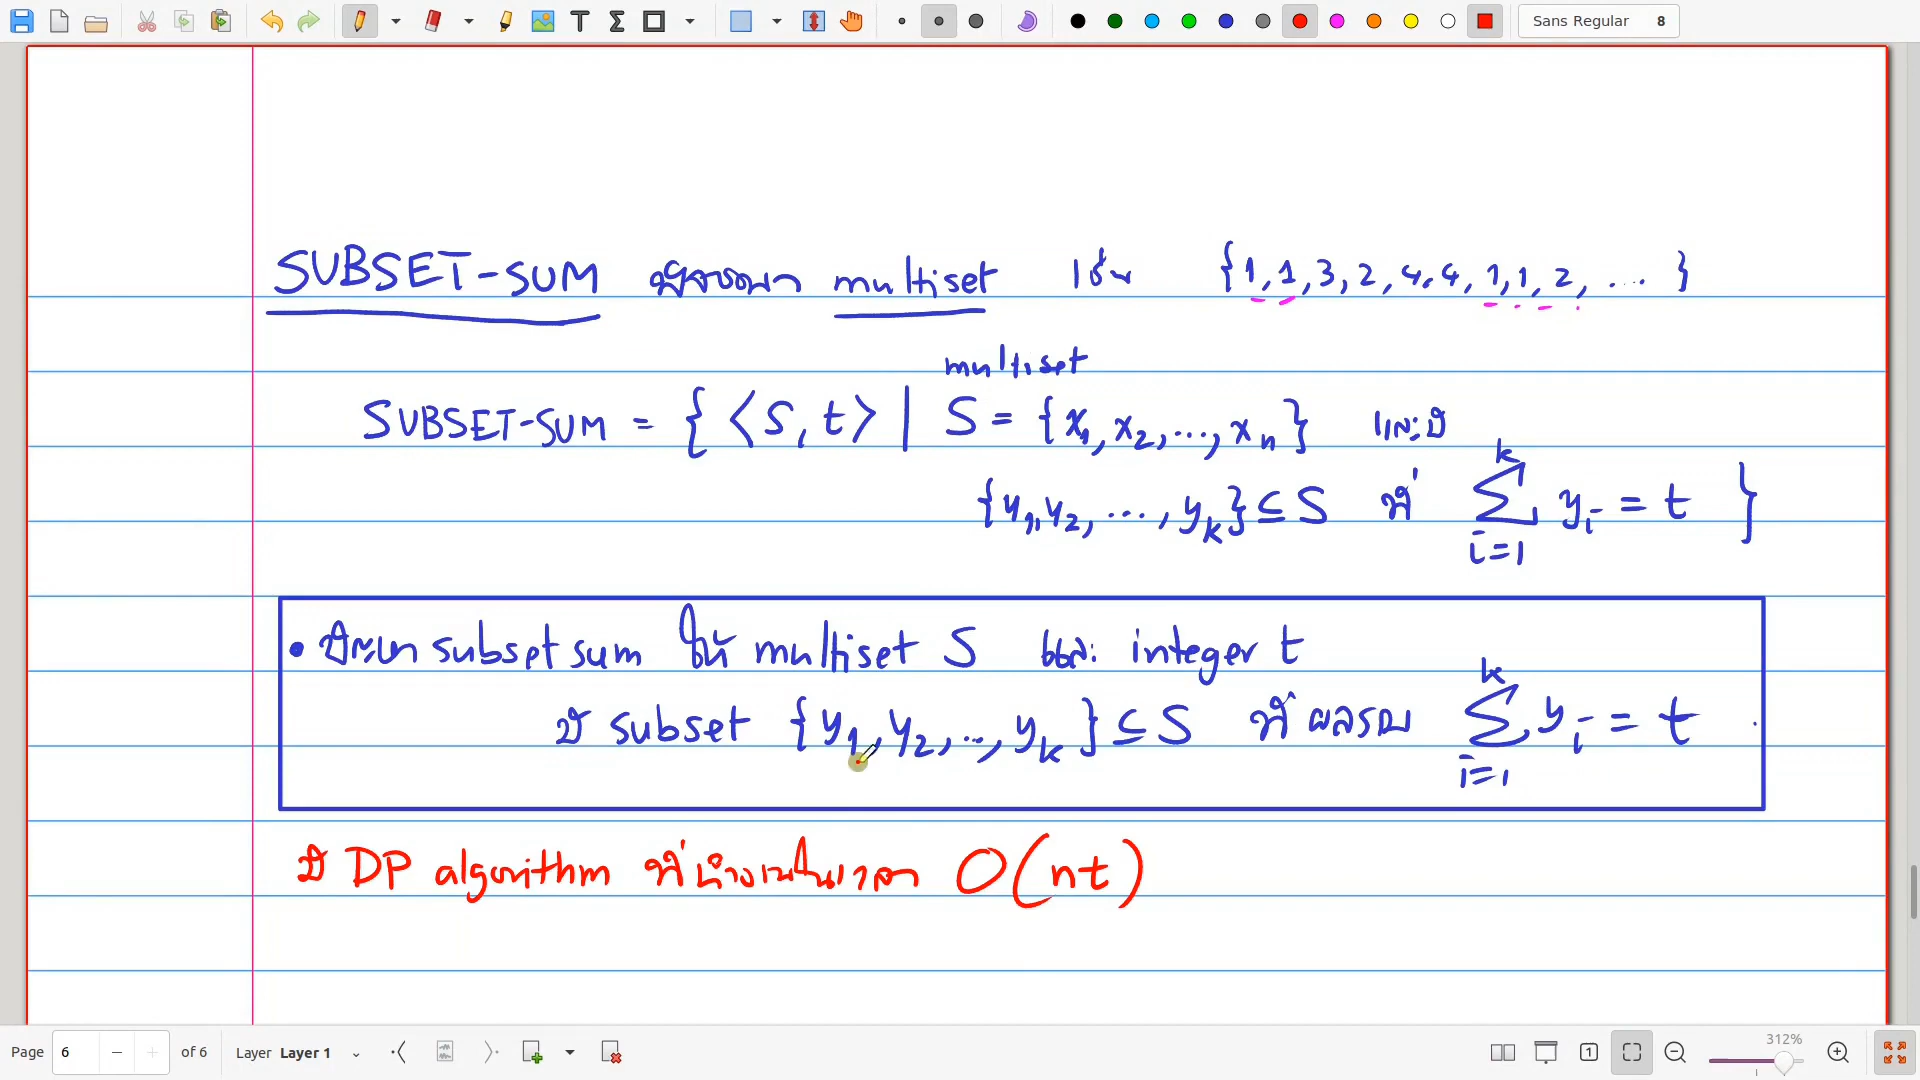 Sans Regular 8
SUBSET-SUM พิจารณา multiset เช่น {1,1,3,2,4,4,1,1,2, ... }
multiset
SUBSET-SUM = { ⟨S, t⟩ | S = {x₁, x₂, ..., xₙ} และมี
{y₁, y₂, ..., yₖ} ⊆ S ที่ ∑ᵢ₌₁ᵏ yᵢ = t }
• ปัญหา subset sum ให้ multiset S และ integer t
มี subset {y₁, y₂, .., yₖ} ⊆ S ที่ผลรวม ∑ᵢ₌₁ᵏ yᵢ = t
มี DP algorithm ที่ทำงานในเวลา O(nt)
Page 6 of 6 Layer Layer 1 312%